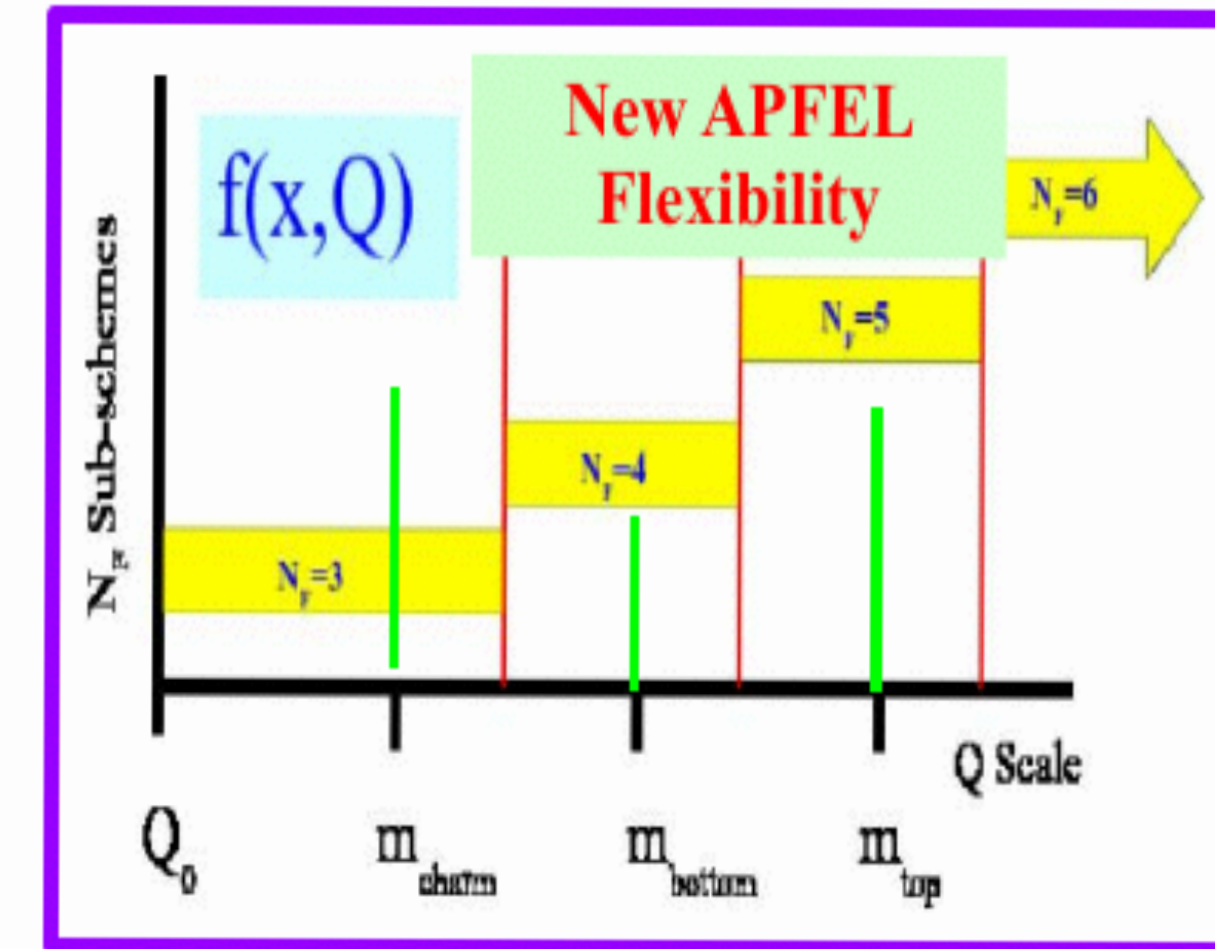 New APFEL
Flexibility
f(x,Q)
N_F=6
N_F=5
N_F=4
N_F=3
N_F Sub-schemes
Q Scale
Q_0
m_charm
m_bottom
m_top